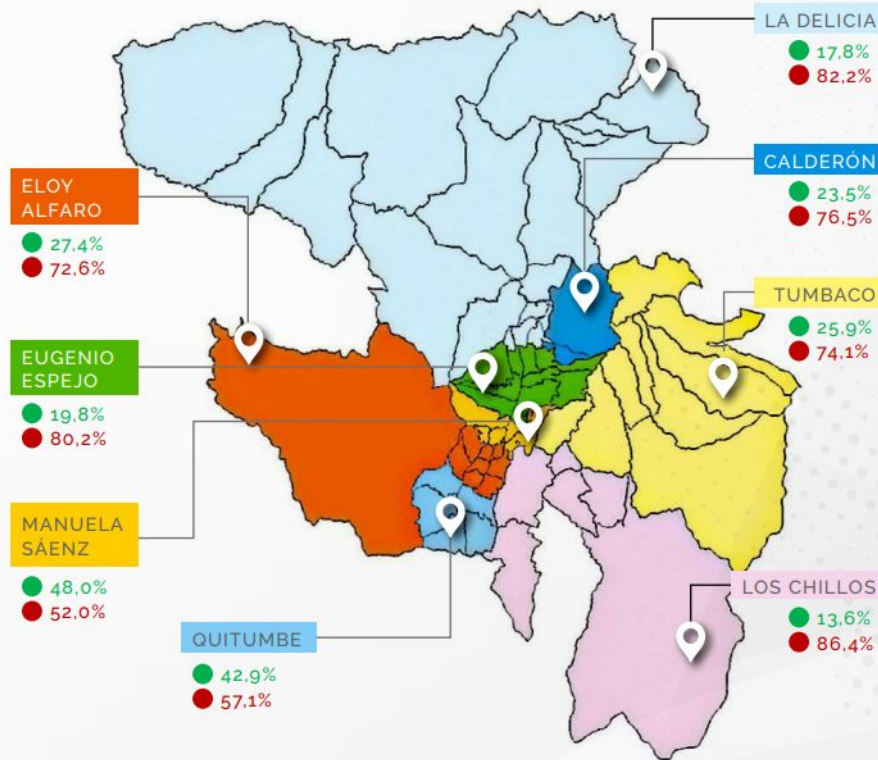 LA DELICIA
17,8%
82,2%
CALDERÓN
23,5%
76,5%
ELOY
ALFARO
27,4%
72,6%
TUMBACO
25,9%
74,1%
EUGENIO
ESPEJO
19,8%
80,2%
MANUELA
SÁENZ
48,0%
52,0%
LOS CHILLOS
13,6%
86,4%
QUITUMBE
42,9%
57,1%